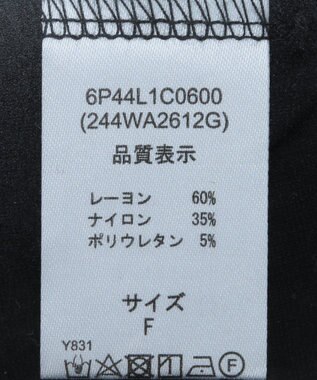 6P44L1C0600
(244WA2612G)
品質表示
レーヨン 60%
ナイロン 35%
ポリウレタン 5%
サイズ
F
Y831
F